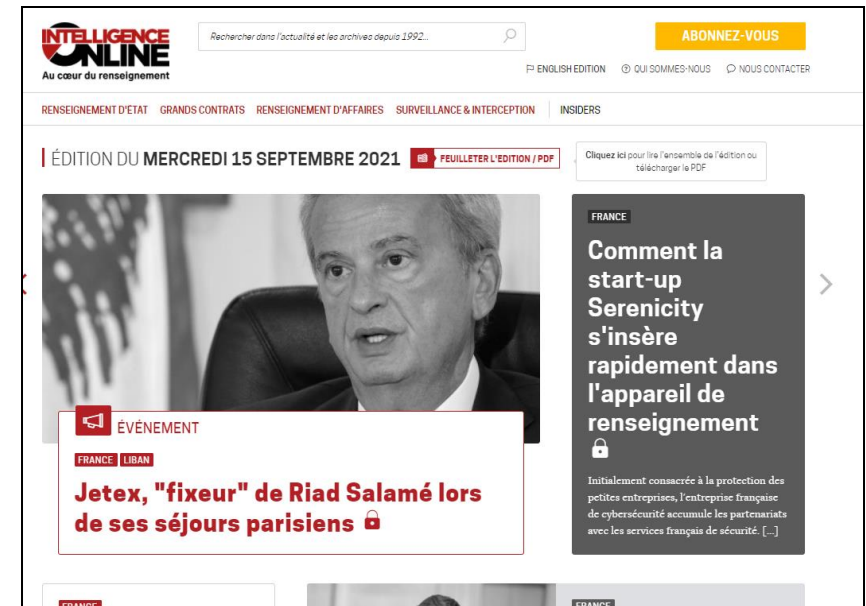 INTELLIGENCE
ONLINE
Au cœur du renseignement
Rechercher dans l'actualité et les archives depuis 1992...
ABONNEZ-VOUS
ENGLISH EDITION QUI SOMMES-NOUS NOUS CONTACTER
RENSEIGNEMENT D'ÉTAT GRANDS CONTRATS RENSEIGNEMENT D'AFFAIRES SURVEILLANCE & INTERCEPTION INSIDERS
ÉDITION DU MERCREDI 15 SEPTEMBRE 2021
FEUILLETER L'EDITION / PDF
Cliquez ici pour lire l'ensemble de l'édition ou
télécharger le PDF
ÉVÉNEMENT
FRANCE LIBAN
Jetex, "fixeur" de Riad Salamé lors
de ses séjours parisiens
FRANCE
Comment la
start-up
Serenicity
s'insère
rapidement dans
l'appareil de
renseignement
Initialement consacrée à la protection des
petites entreprises, l'entreprise française
de cybersécurité accumule les partenariats
avec les services français de sécurité. [...]
FRANCE
FRANCE